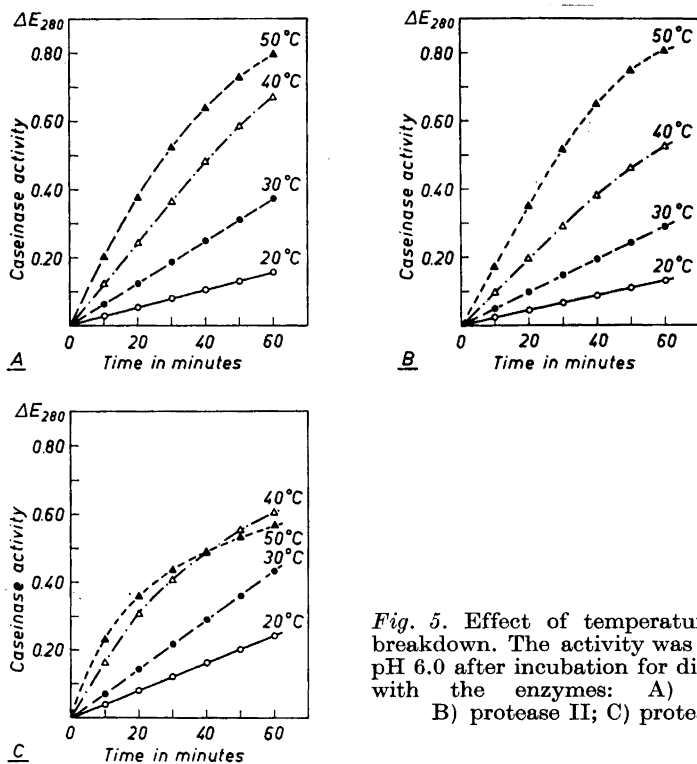 ΔE280
50°C
0.80
40°C
0.60
30°C
0.40
20°C
0.20
Caseinase activity
0 20 40 60
A
Time in minutes
ΔE280
50°C
0.80
40°C
0.60
30°C
0.40
20°C
0.20
Caseinase activity
0 20 40 60
B
Time in minutes
ΔE280
0.80
40°C
0.60
50°C
30°C
0.40
20°C
0.20
Caseinase activity
0 20 40 60
C
Time in minutes
Fig. 5. Effect of
breakdown. The activity was
pH 6.0 after incubation for
with the enzymes: A)
B) protease II; C)